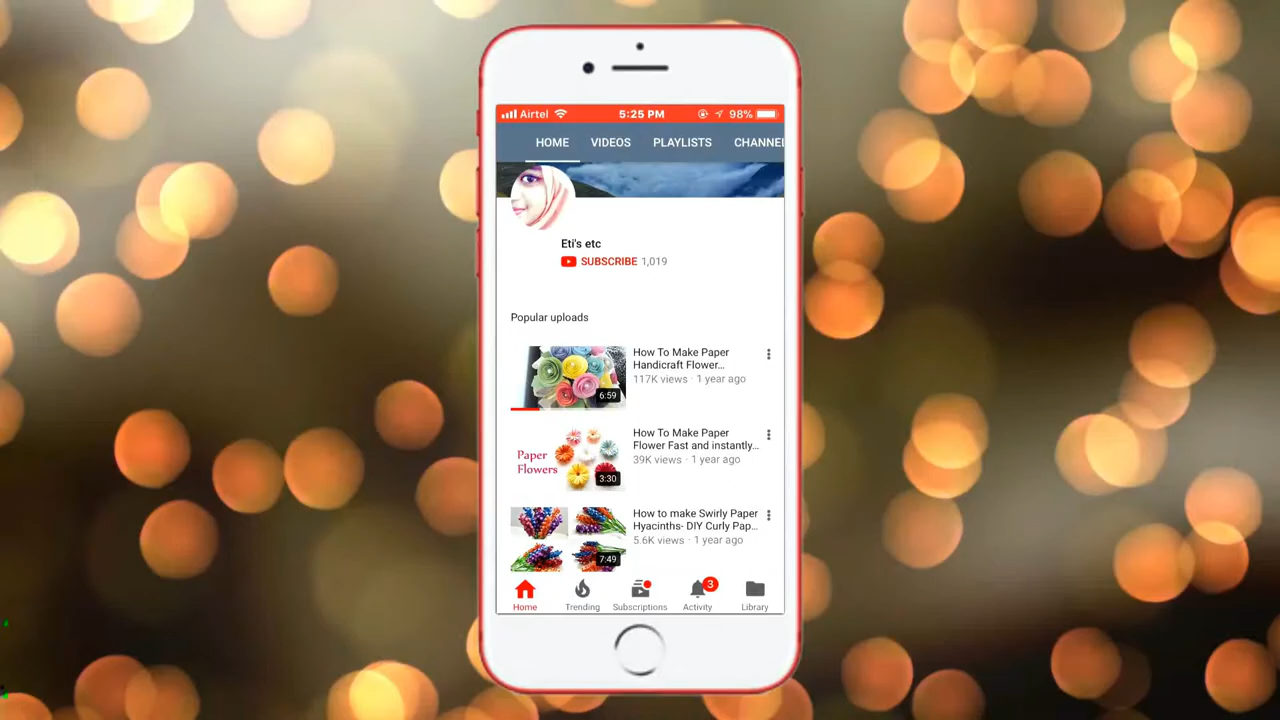 Airtel
5:25 PM
98%
HOME VIDEOS PLAYLISTS CHANNEL
Eti's etc
SUBSCRIBE 1,019
Popular uploads
6:59
How To Make Paper
Handicraft Flower...
117K views · 1 year ago
Paper
Flowers
3:30
How To Make Paper
Flower Fast and instantly...
39K views · 1 year ago
7:49
How to make Swirly Paper
Hyacinths- DIY Curly Pap...
5.6K views · 1 year ago
3
Home Trending Subscriptions Activity Library